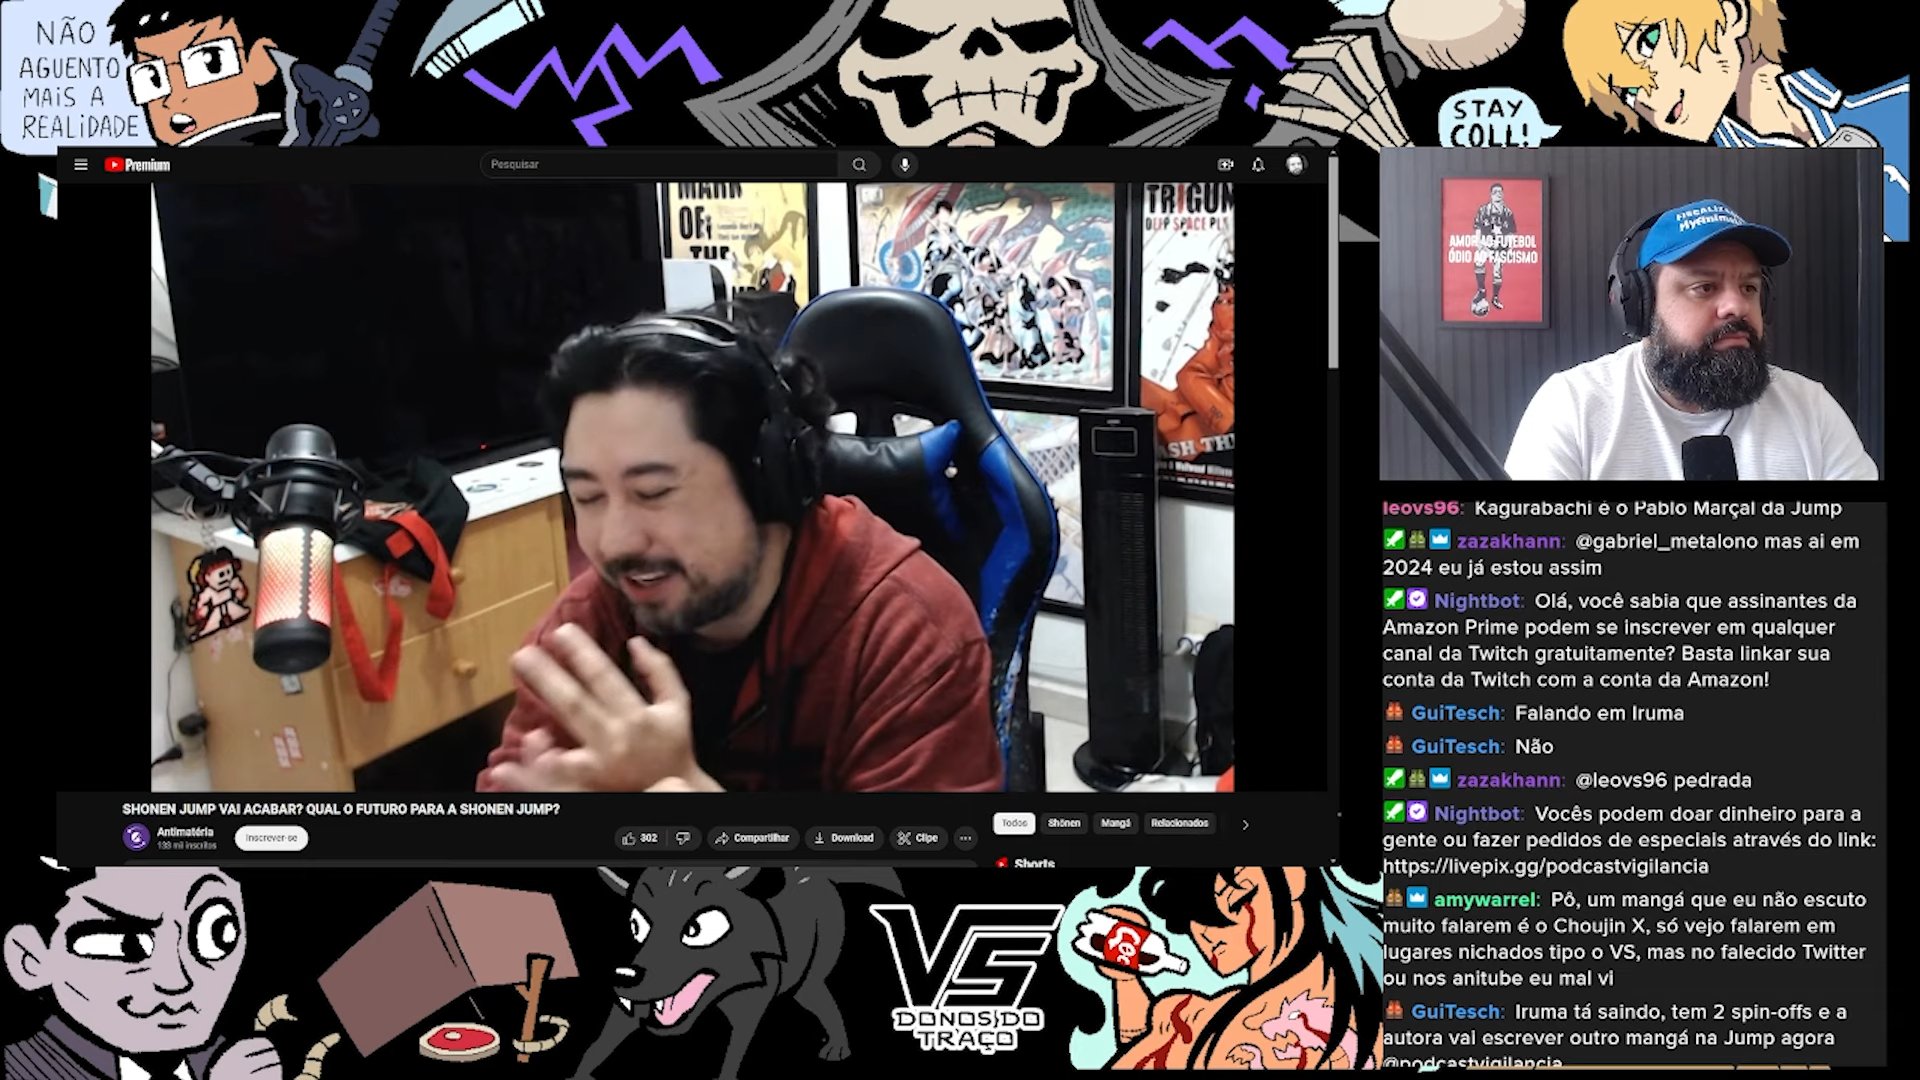 NÃO
AGUENTO
MAIS A
REALIDADE
STAY
COLL!
Premium
Pesquisar
OF
THE
TRIGUN
DEEP SPACE PL
ASH TH
AMOR AO FUTEBOL
ÓDIO AO FASCISMO
SHONEN JUMP VAI ACABAR? QUAL O FUTURO PARA A SHONEN JUMP?
Antimatéria
Inscrever-se
302
Compartilhar
Download
Clipe
Todos
Shōnen
Mangá
Relacionados
Shorts
leovs96: Kagurabachi é o Pablo Marçal da Jump
zazakhann: @gabriel_metalono mas ai em
2024 eu já estou assim
Nightbot: Olá, você sabia que assinantes da
Amazon Prime podem se inscrever em qualquer
canal da Twitch gratuitamente? Basta linkar sua
conta da Twitch com a conta da Amazon!
GuiTesch: Falando em Iruma
GuiTesch: Não
zazakhann: @leovs96 pedrada
Nightbot: Vocês podem doar dinheiro para a
gente ou fazer pedidos de especiais através do link:
https://livepix.gg/podcastvigilancia
amywarrel: Pô, um mangá que eu não escuto
muito falarem é o Choujin X, só vejo falarem em
lugares nichados tipo o VS, mas no falecido Twitter
ou nos anitube eu mal vi
GuiTesch: Iruma tá saindo, tem 2 spin-offs e a
autora vai escrever outro mangá na Jump agora
@podcastvigilancia
VS
DONOS DO
TRAÇO